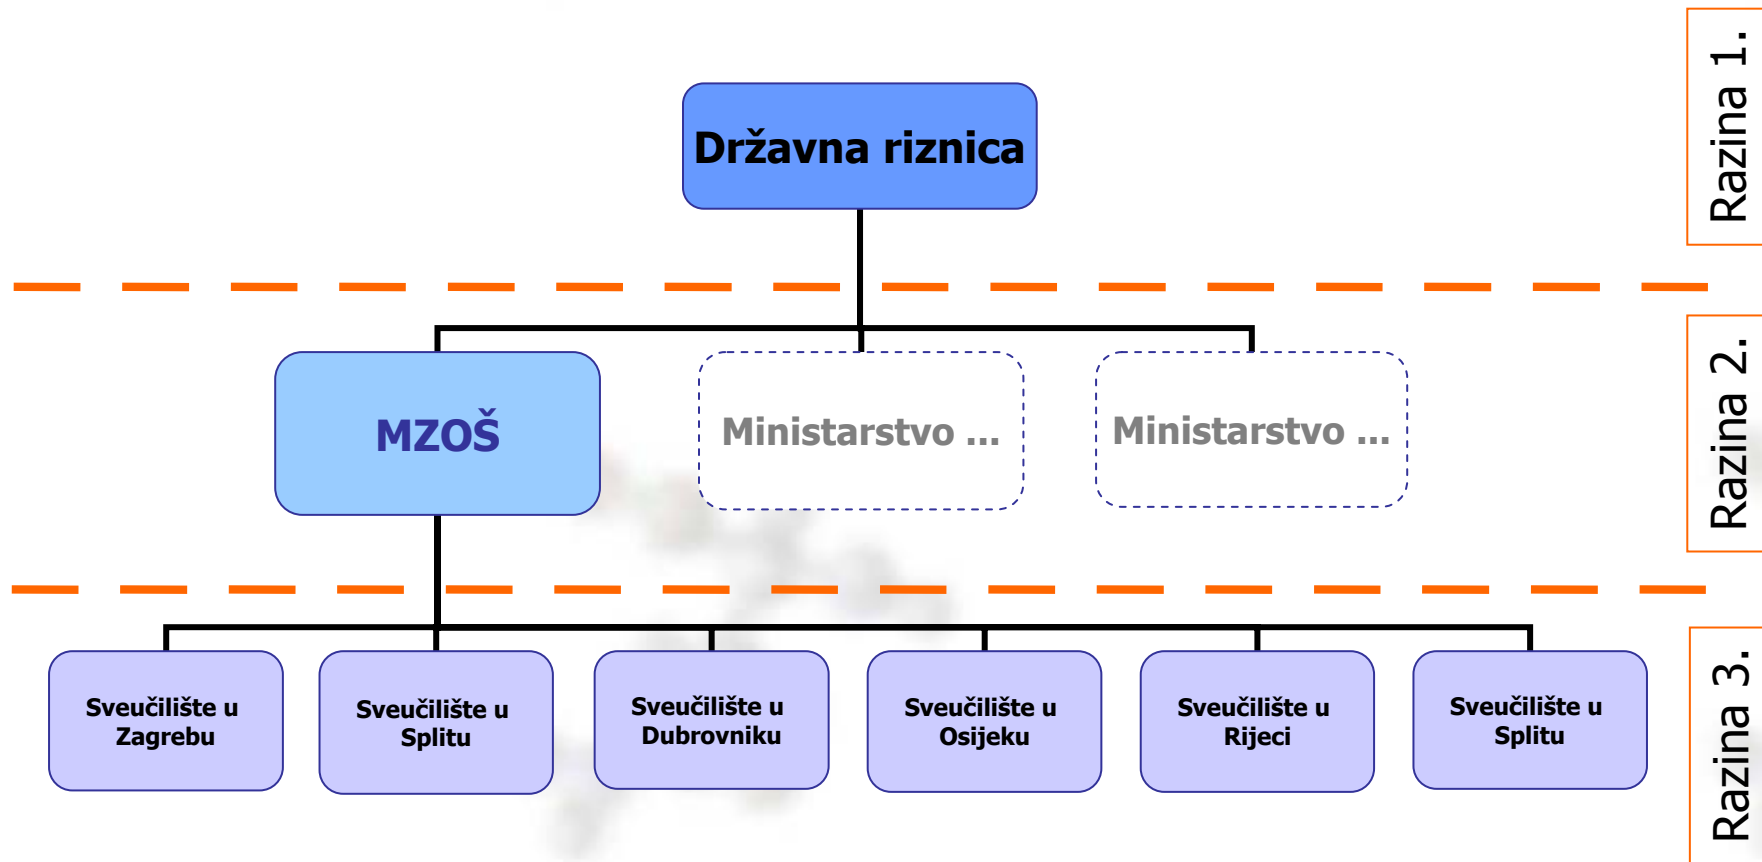 Razina 1.
Državna riznica
Razina 2.
MZOŠ
Ministarstvo ...
Ministarstvo ...
Razina 3.
Sveučilište u
Zagrebu
Sveučilište u
Splitu
Sveučilište u
Dubrovniku
Sveučilište u
Osijeku
Sveučilište u
Rijeci
Sveučilište u
Splitu